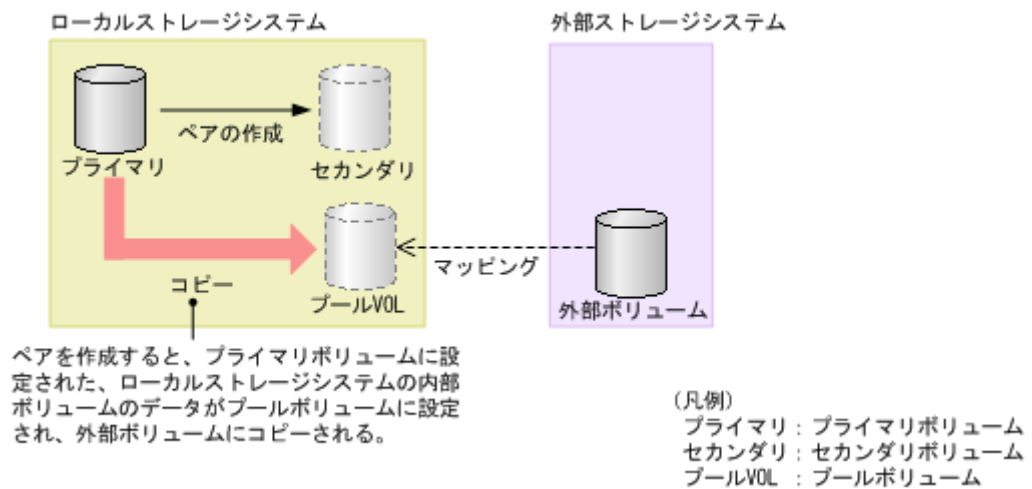 ローカルストレージシステム
外部ストレージシステム
ペアの作成
プライマリ
セカンダリ
マッピング
コピー
プールVOL
外部ボリューム
ペアを作成すると、プライマリボリュームに設
定された、ローカルストレージシステムの内部
ボリュームのデータがプールボリュームに設定
され、外部ボリュームにコピーされる。
(凡例)
プライマリ：プライマリボリューム
セカンダリ：セカンダリボリューム
プールVOL ：プールボリューム